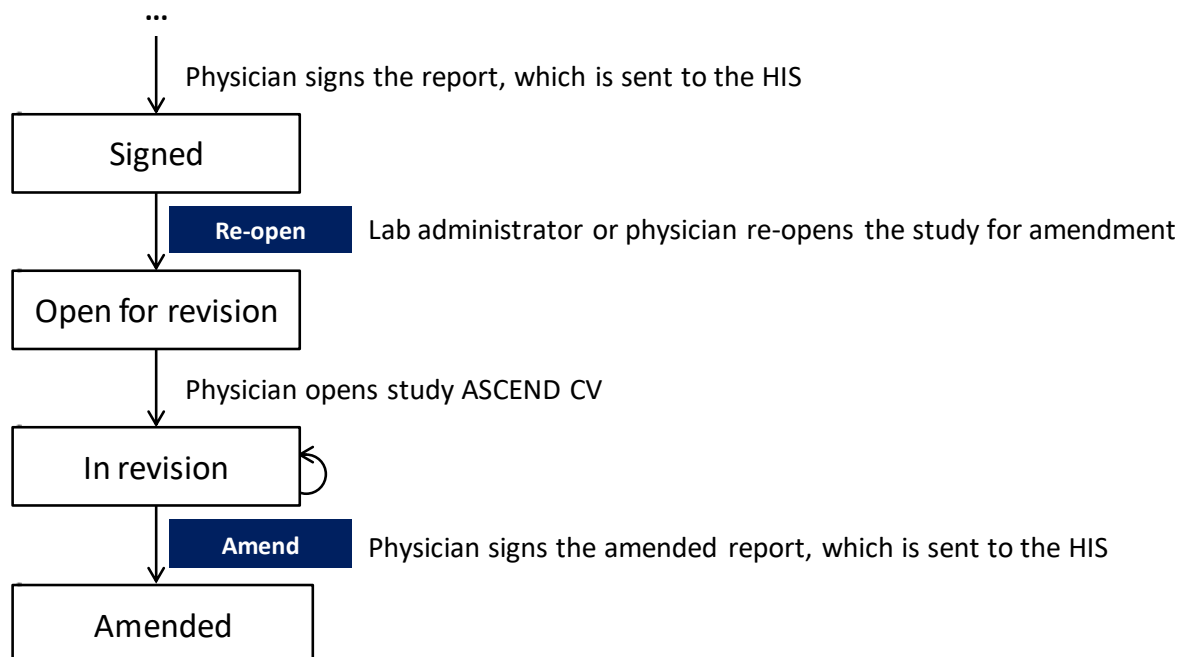 ...
Physician signs the report, which is sent to the HIS
Signed
Re-open Lab administrator or physician re-opens the study for amendment
Open for revision
Physician opens study ASCEND CV
In revision
Amend Physician signs the amended report, which is sent to the HIS
Amended